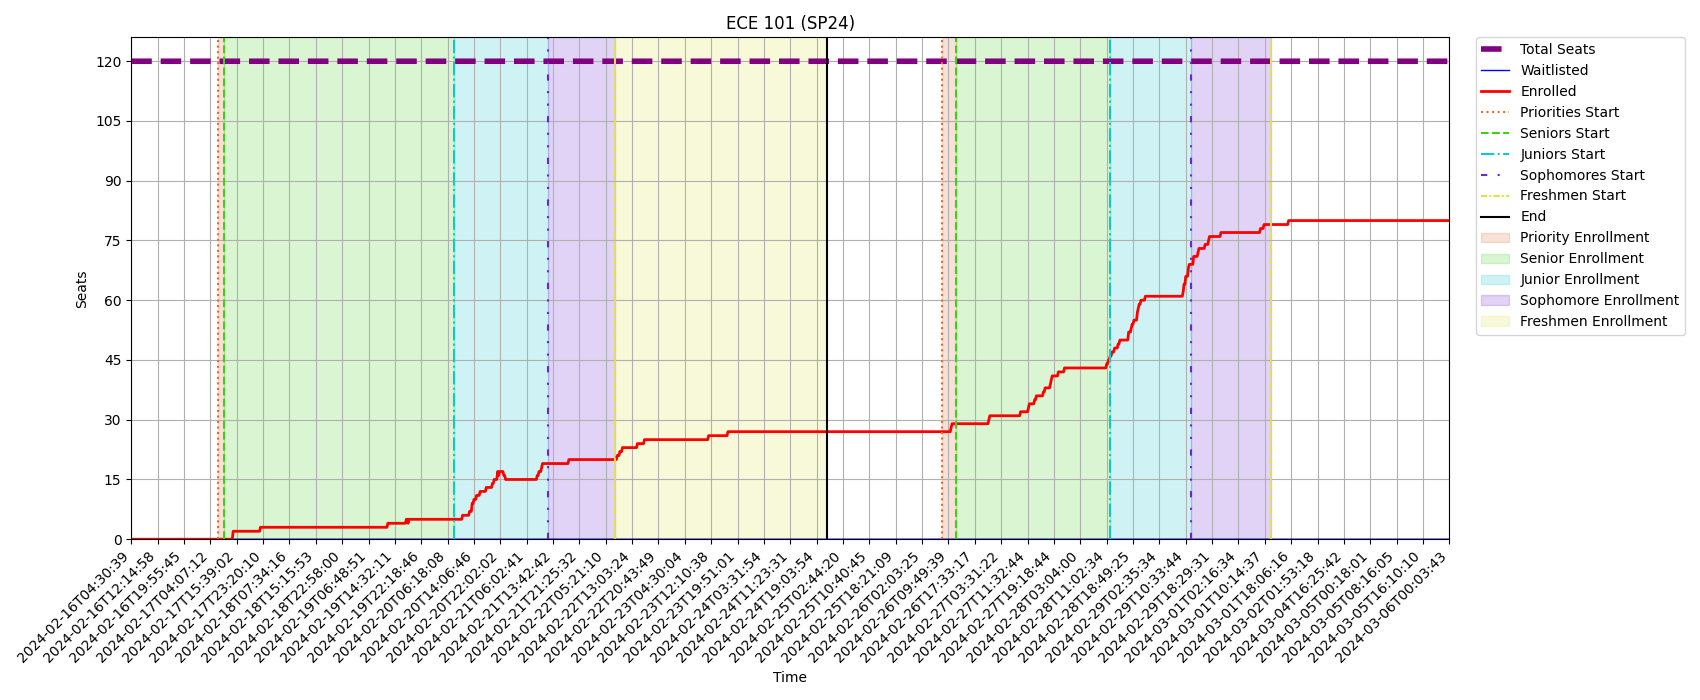 ECE 101 (SP24)
Total Seats
Waitlisted
Enrolled
Priorities Start
Seniors Start
Juniors Start
Sophomores Start
Freshmen Start
End
Priority Enrollment
Senior Enrollment
Junior Enrollment
Sophomore Enrollment
Freshmen Enrollment
Seats
120
105
90
75
60
45
30
15
0
2024-02-16T04:30:39
2024-02-16T12:14:58
2024-02-16T19:55:45
2024-02-17T04:07:12
2024-02-17T15:39:02
2024-02-17T23:20:10
2024-02-18T07:34:16
2024-02-18T15:15:53
2024-02-18T22:58:00
2024-02-19T06:48:51
2024-02-19T14:32:11
2024-02-19T22:18:46
2024-02-20T06:18:08
2024-02-20T14:06:46
2024-02-20T22:02:02
2024-02-21T06:02:41
2024-02-21T13:42:42
2024-02-21T21:25:32
2024-02-22T05:21:10
2024-02-22T13:03:24
2024-02-22T20:43:49
2024-02-23T04:30:04
2024-02-23T12:10:38
2024-02-23T19:51:01
2024-02-24T03:31:54
2024-02-24T11:23:31
2024-02-24T19:03:54
2024-02-25T02:44:20
2024-02-25T10:40:45
2024-02-25T18:21:09
2024-02-26T02:03:25
2024-02-26T09:49:39
2024-02-26T17:33:17
2024-02-27T03:31:22
2024-02-27T11:32:44
2024-02-27T19:18:44
2024-02-28T03:04:00
2024-02-28T11:02:34
2024-02-28T18:49:25
2024-02-29T02:35:34
2024-02-29T10:33:44
2024-02-29T18:29:31
2024-03-01T02:16:34
2024-03-01T10:14:37
2024-03-01T18:06:16
2024-03-02T01:53:18
2024-03-04T16:25:42
2024-03-05T00:18:01
2024-03-05T08:16:05
2024-03-05T16:10:10
2024-03-06T00:03:43
Time